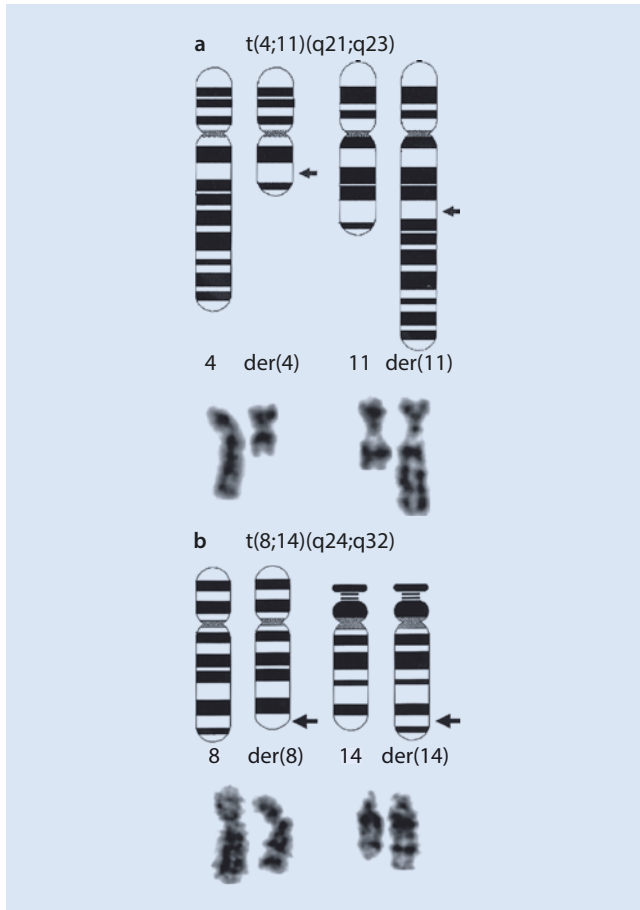 a t(4;11)(q21;q23)
4 der(4) 11 der(11)
b t(8;14)(q24;q32)
8 der(8) 14 der(14)